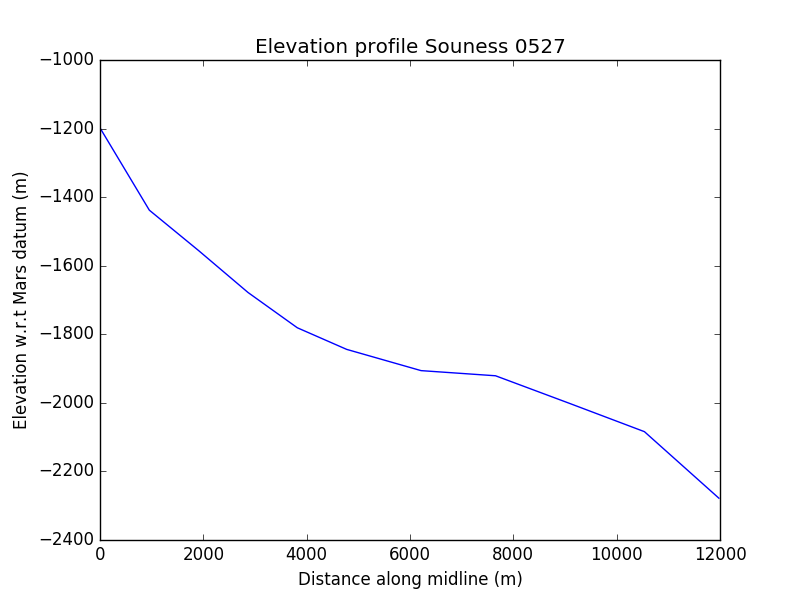 Elevation profile Souness 0527
−1000
−1200
−1400
−1600
−1800
−2000
−2200
−2400
Elevation w.r.t Mars datum (m)
0 2000 4000 6000 8000 10000 12000
Distance along midline (m)